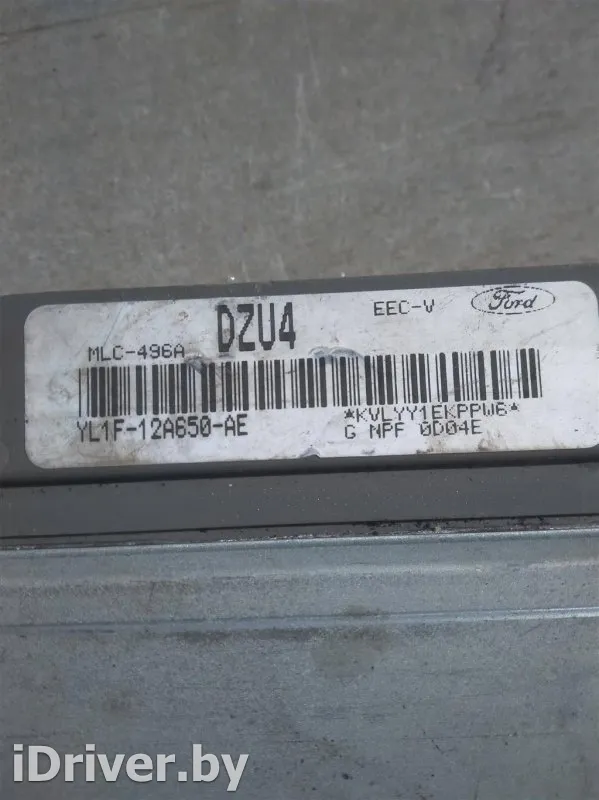 MLC-496A DZU4 EEC-V Ford
YL1F-12A650-AE *KVLYY1EKPPW6*
G NPF 0D04E
iDriver.by